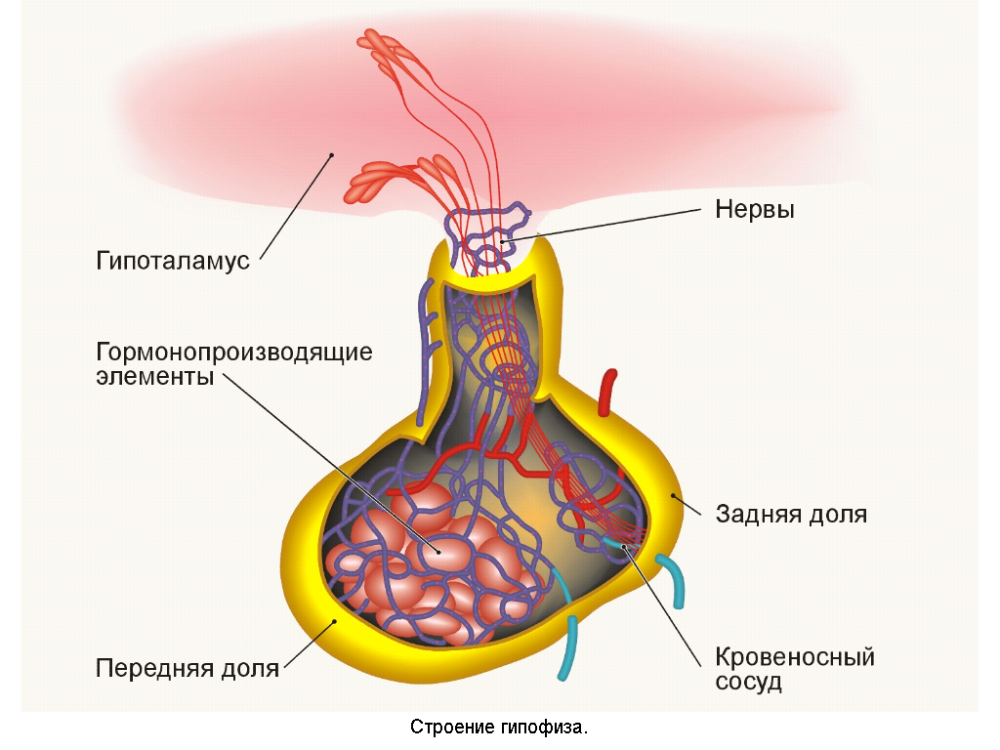 Нервы
Гипоталамус
Гормонопроизводящие
элементы
Задняя доля
Передняя доля
Кровеносный
сосуд
Строение гипофиза.